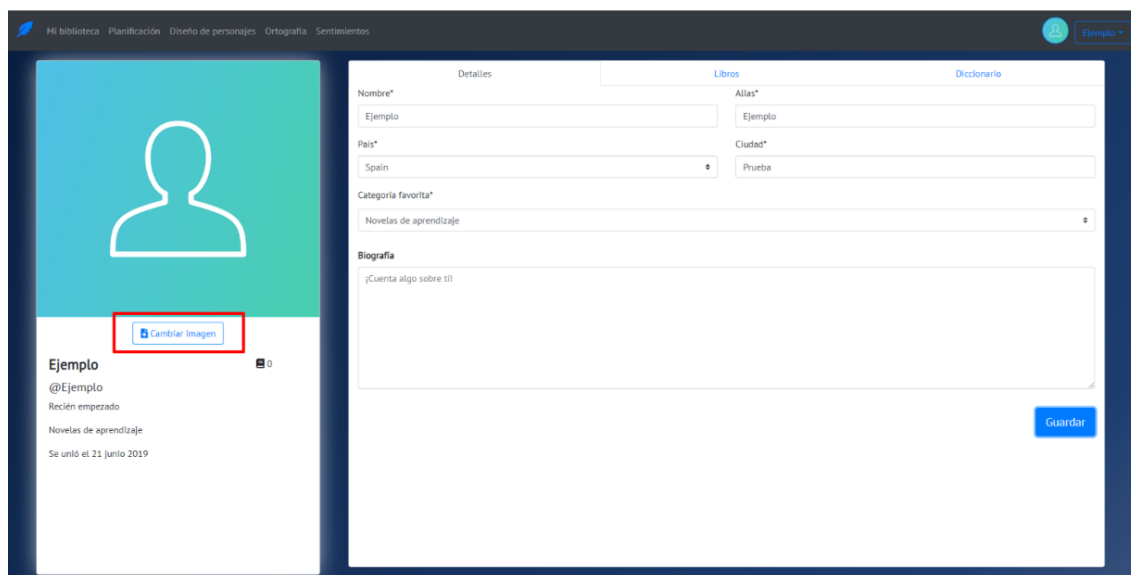 Mi biblioteca Planificación Diseño de personajes Ortografía Sentimientos
Ejemplo
Cambiar imagen
Ejemplo
0
@Ejemplo
Recién empezado
Novelas de aprendizaje
Se unió el 21 junio 2019
Detalles Libros Diccionario
Nombre* Alias*
Ejemplo Ejemplo
País* Ciudad*
Spain Prueba
Categoría favorita*
Novelas de aprendizaje
Biografía
¡Cuenta algo sobre ti!
Guardar